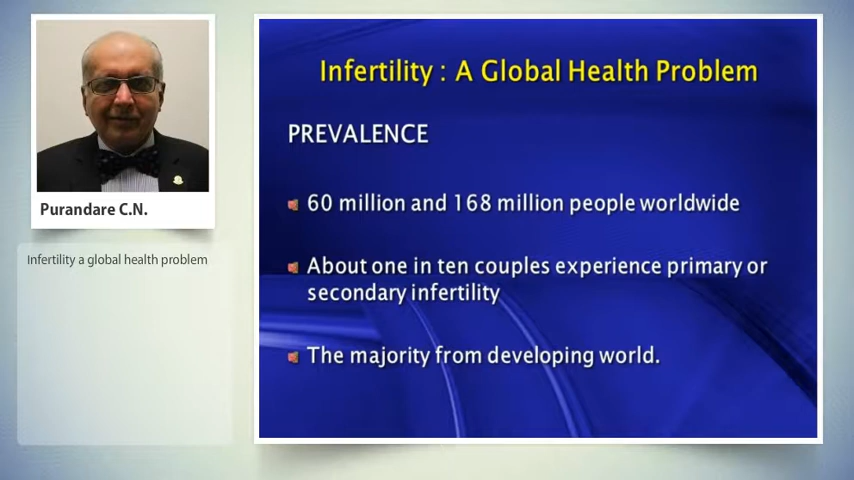 Purandare C.N.
Infertility a global health problem
Infertility : A Global Health Problem
PREVALENCE
60 million and 168 million people worldwide
About one in ten couples experience primary or
secondary infertility
The majority from developing world.